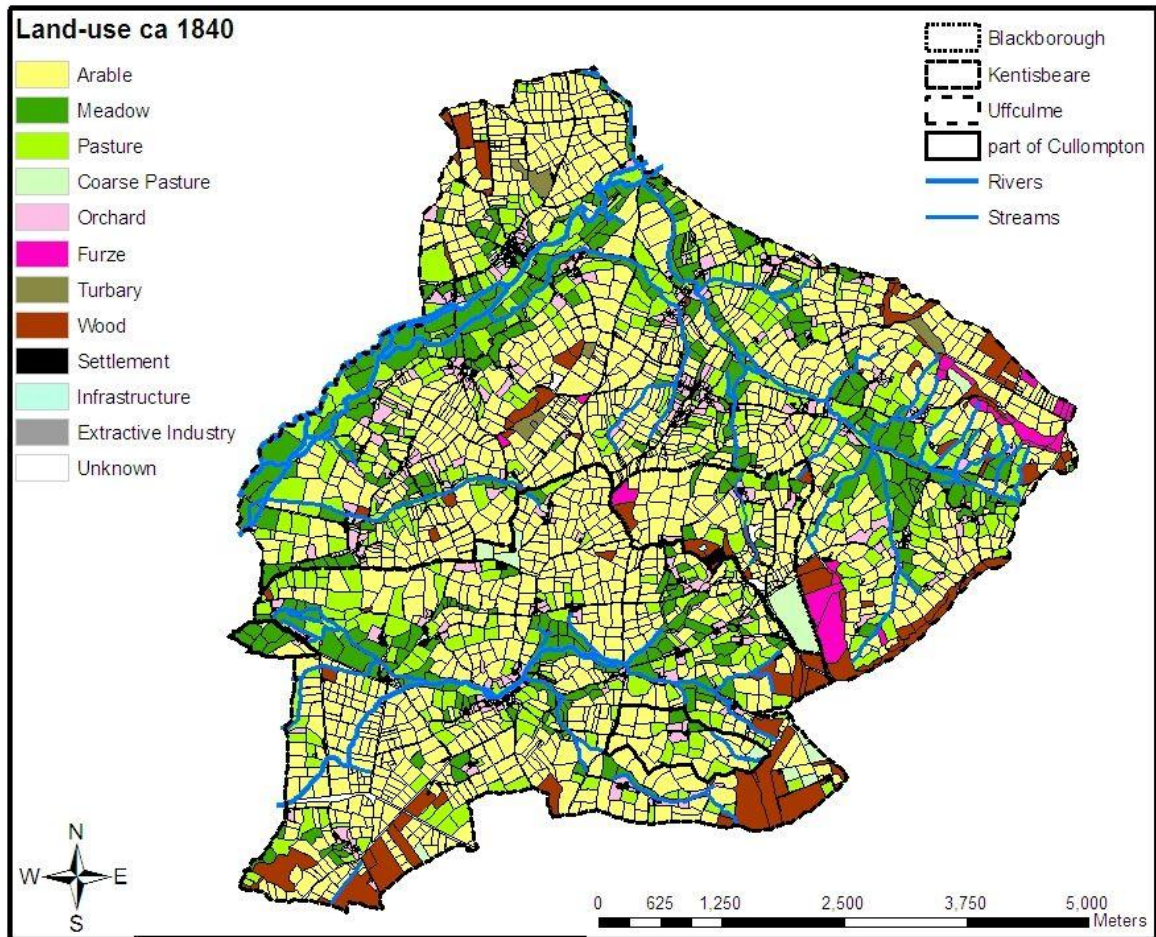 Land-use ca 1840
Arable
Meadow
Pasture
Coarse Pasture
Orchard
Furze
Turbary
Wood
Settlement
Infrastructure
Extractive Industry
Unknown
Blackborough
Kentisbeare
Uffculme
part of Cullompton
Rivers
Streams
N
W E
S
0 625 1,250 2,500 3,750 5,000
Meters